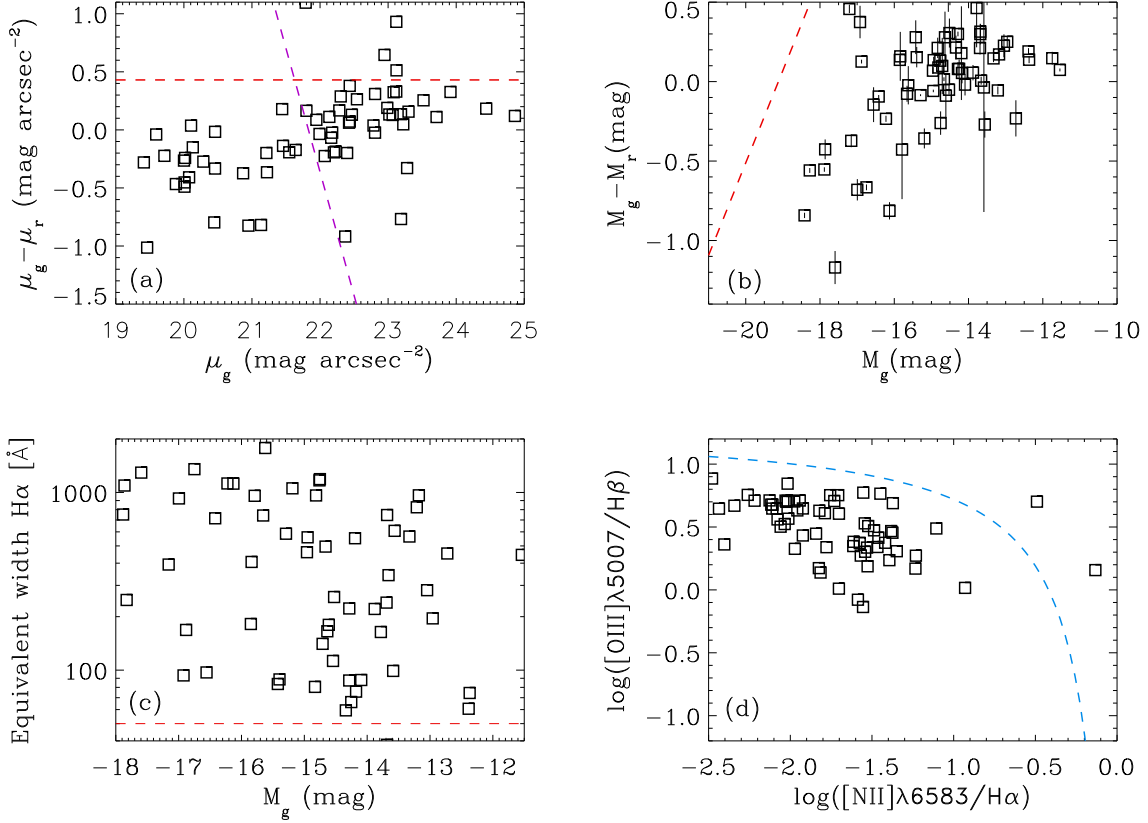 1.0
0.5
0.0
−0.5
−1.0
−1.5
μg−μr (mag arcsec−2)
(a)
19 20 21 22 23 24 25
μg (mag arcsec−2)
0.5
0.0
−0.5
−1.0
Mg−Mr(mag)
(b)
−20 −18 −16 −14 −12 −10
Mg(mag)
1000
100
Equivalent width Hα [Å]
(c)
−18 −17 −16 −15 −14 −13 −12
Mg (mag)
1.0
0.5
0.0
−0.5
−1.0
log([OIII]λ5007/Hβ)
(d)
−2.5 −2.0 −1.5 −1.0 −0.5 0.0
log([NII]λ6583/Hα)